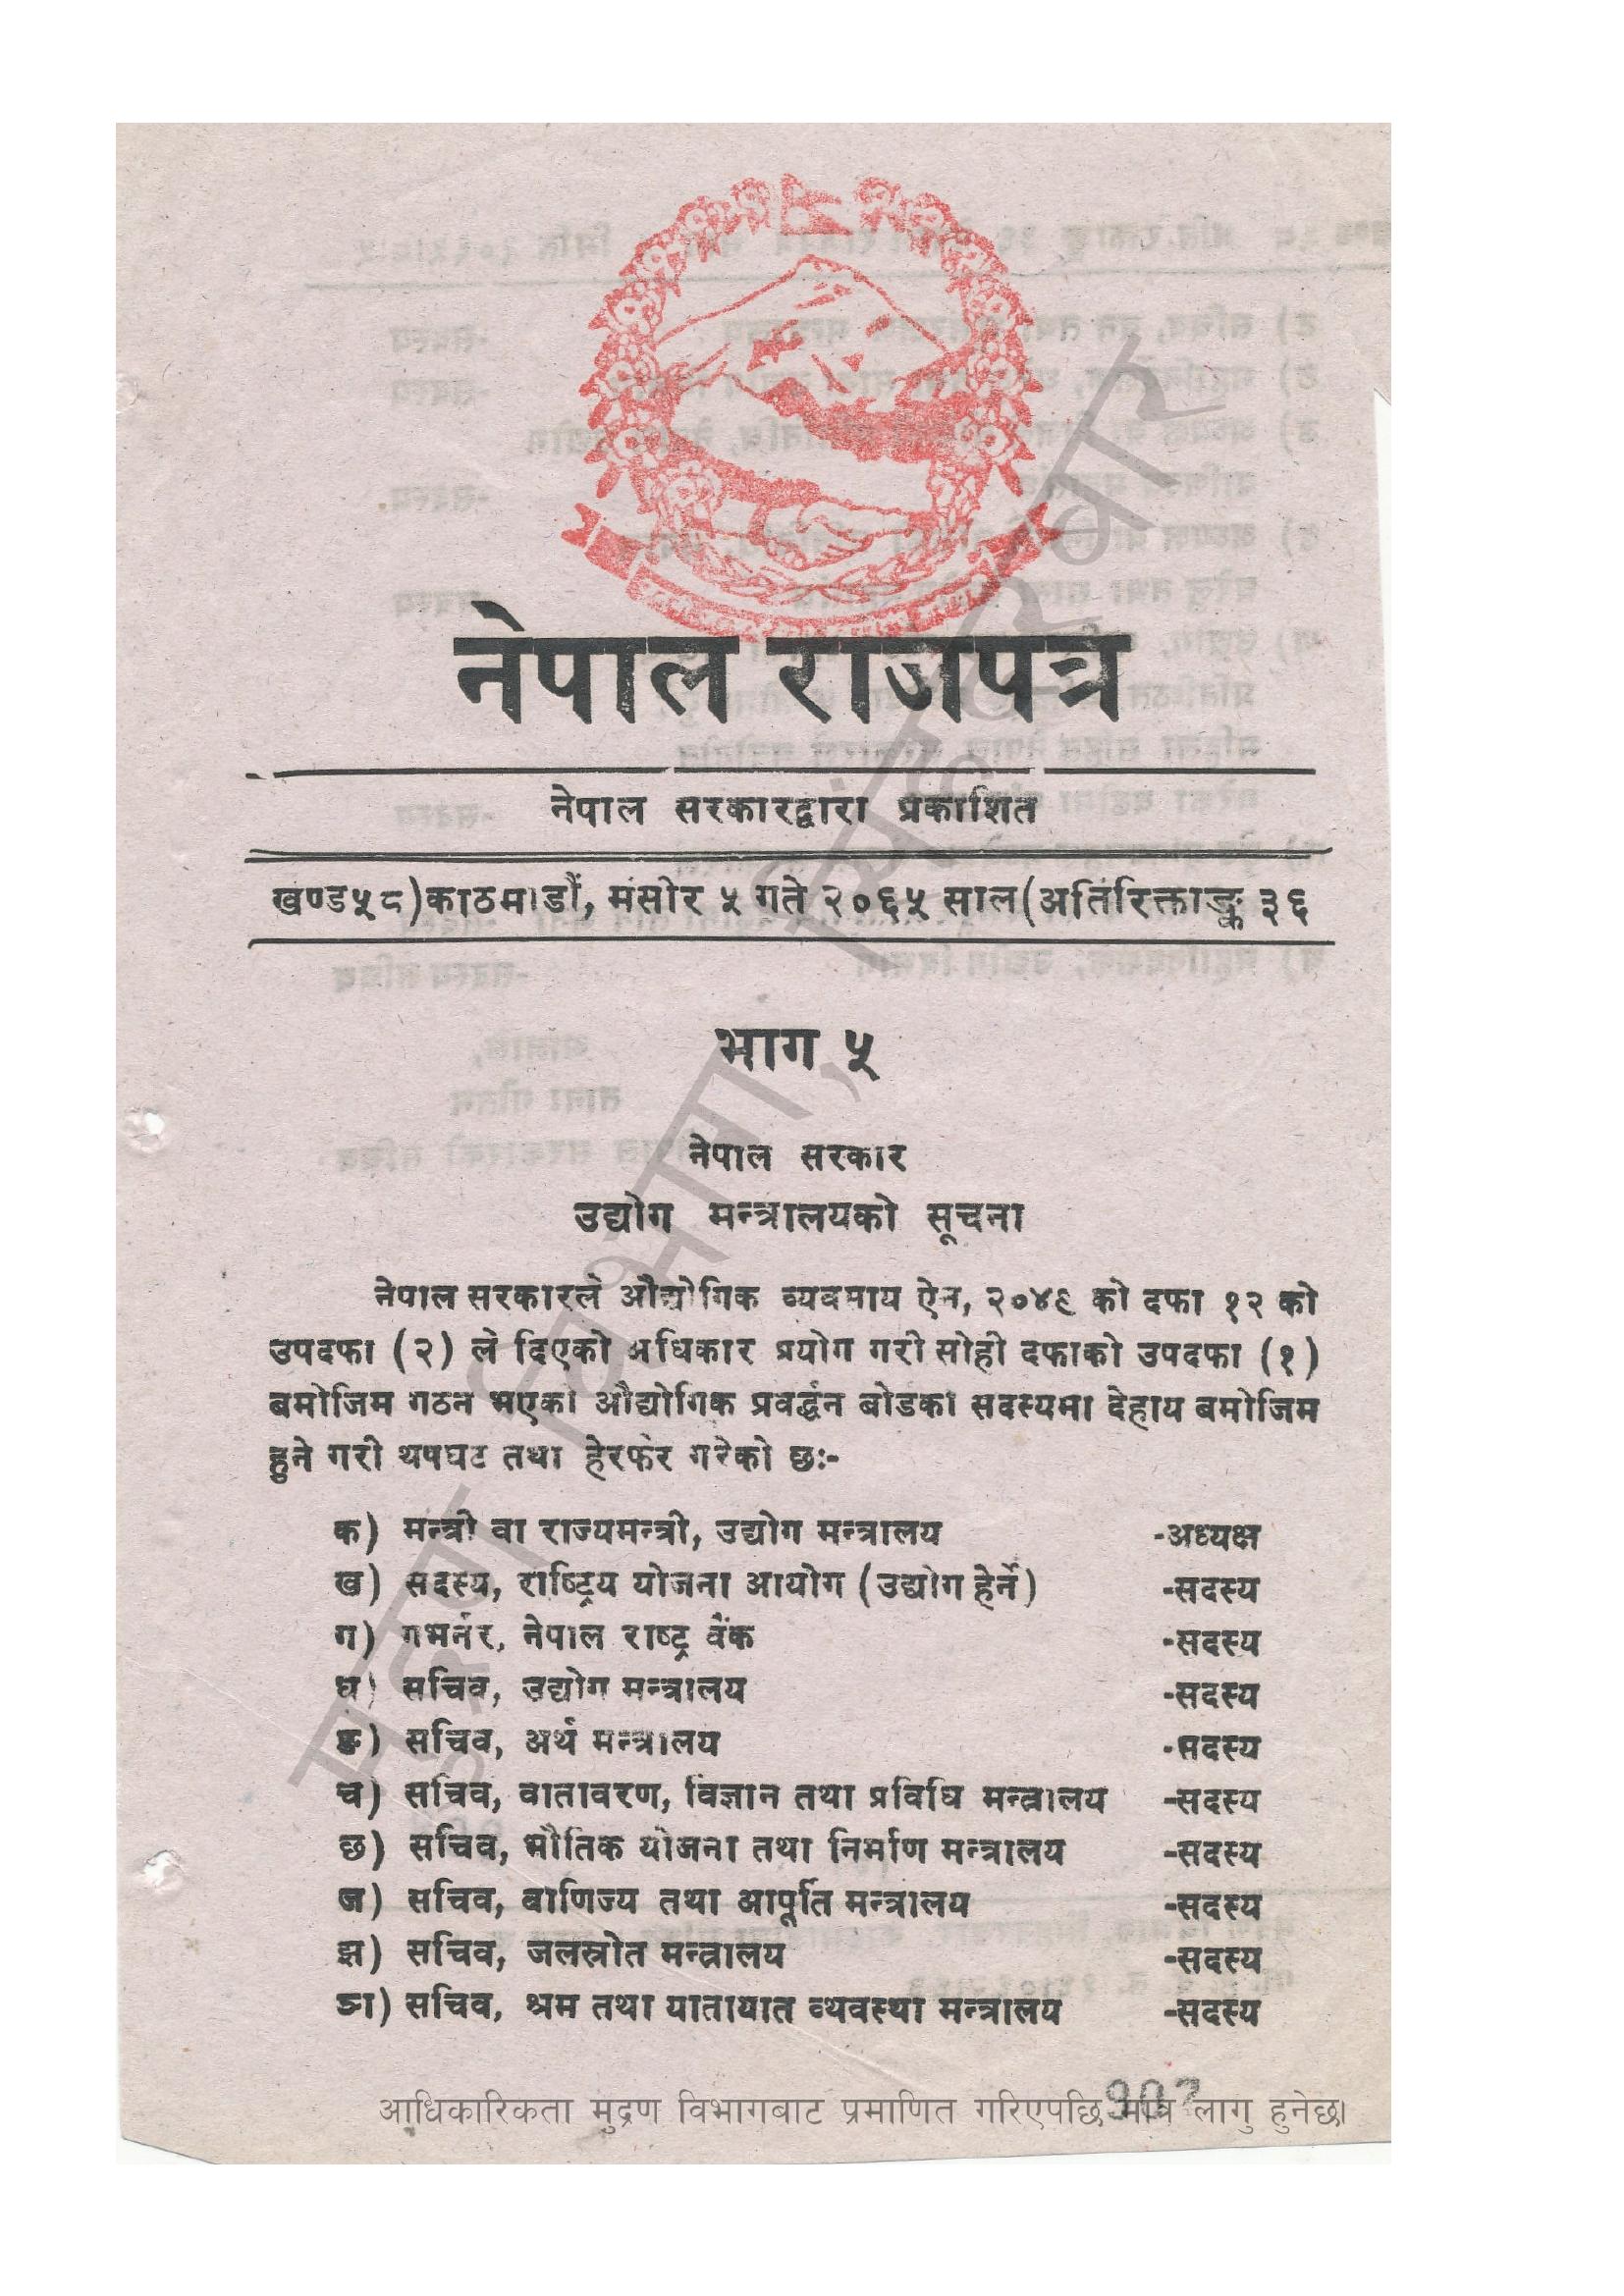 नेपाल राजपत्र
नेपाल सरकारद्वारा प्रकाशित
खण्ड५८)काठमाडौं, मंसीर ५ गते २०६५ साल(अतिरिक्ताङ्क ३६
भाग ५
नेपाल सरकार
उद्योग मन्त्रालयको सूचना
नेपाल सरकारले औद्योगिक व्यवसाय ऐन, २०४९ को दफा १२ को
उपदफा (२) ले दिएको अधिकार प्रयोग गरी सोही दफाको उपदफा (१)
बमोजिम गठन भएको औद्योगिक प्रवर्द्धन बोर्डका सदस्यमा देहाय बमोजिम
हुने गरी थपघट तथा हेरफेर गरेको छः-
क) मन्त्री वा राज्यमन्त्री, उद्योग मन्त्रालय -अध्यक्ष
ख) सदस्य, राष्ट्रिय योजना आयोग (उद्योग हेर्ने) -सदस्य
ग) गभर्नर, नेपाल राष्ट्र बैंक -सदस्य
घ) सचिव, उद्योग मन्त्रालय -सदस्य
ङ) सचिव, अर्थ मन्त्रालय -सदस्य
च) सचिव, वातावरण, विज्ञान तथा प्रविधि मन्त्रालय -सदस्य
छ) सचिव, भौतिक योजना तथा निर्माण मन्त्रालय -सदस्य
ज) सचिव, वाणिज्य तथा आपूर्ति मन्त्रालय -सदस्य
झ) सचिव, जलस्रोत मन्त्रालय -सदस्य
ञ) सचिव, श्रम तथा यातायात व्यवस्था मन्त्रालय -सदस्य
आधिकारिकता मुद्रण विभागबाट प्रमाणित गरिएपछि मात्र लागु हुनेछ।
मुद्रण विभाग, सिंहदरबार